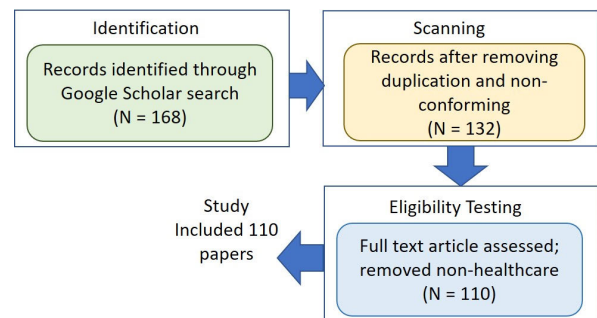 Identification
Records identified through
Google Scholar search
(N = 168)
Scanning
Records after removing
duplication and non-
conforming
(N = 132)
Eligibility Testing
Full text article assessed;
removed non-healthcare
(N = 110)
Study
Included 110
papers